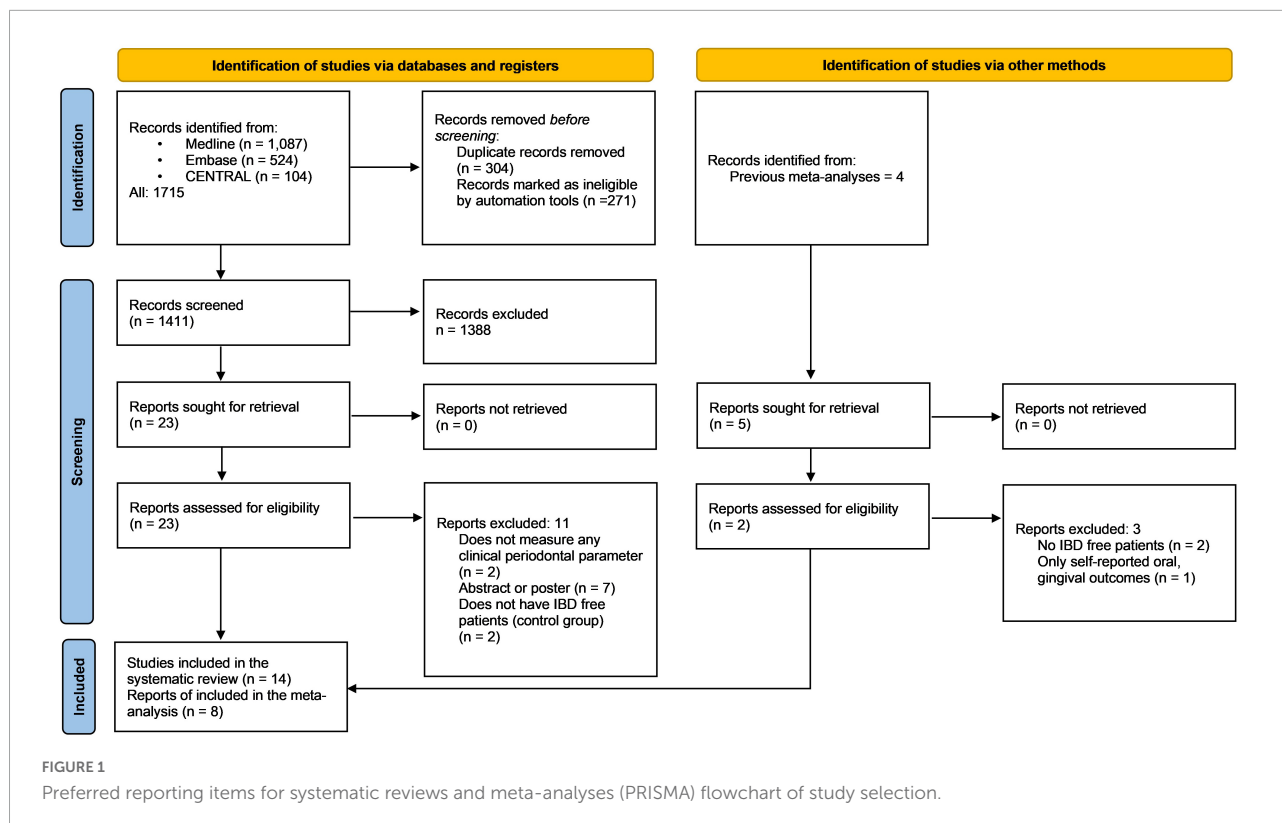 Identification of studies via databases and registers
Identification of studies via other methods
Identification
Records identified from:
• Medline (n = 1,087)
• Embase (n = 524)
• CENTRAL (n = 104)
All: 1715
Records removed before
screening:
Duplicate records removed
(n = 304)
Records marked as ineligible
by automation tools (n =271)
Records identified from:
Previous meta-analyses = 4
Screening
Records screened
(n = 1411)
Records excluded
n = 1388
Reports sought for retrieval
(n = 23)
Reports not retrieved
(n = 0)
Reports sought for retrieval
(n = 5)
Reports not retrieved
(n = 0)
Reports assessed for eligibility
(n = 23)
Reports excluded: 11
Does not measure any
clinical periodontal parameter
(n = 2)
Abstract or poster (n = 7)
Does not have IBD free
patients (control group)
(n = 2)
Reports assessed for eligibility
(n = 2)
Reports excluded: 3
No IBD free patients (n = 2)
Only self-reported oral,
gingival outcomes (n = 1)
Included
Studies included in the
systematic review (n = 14)
Reports of included in the meta-
analysis (n = 8)
FIGURE 1
Preferred reporting items for systematic reviews and meta-analyses (PRISMA) flowchart of study selection.